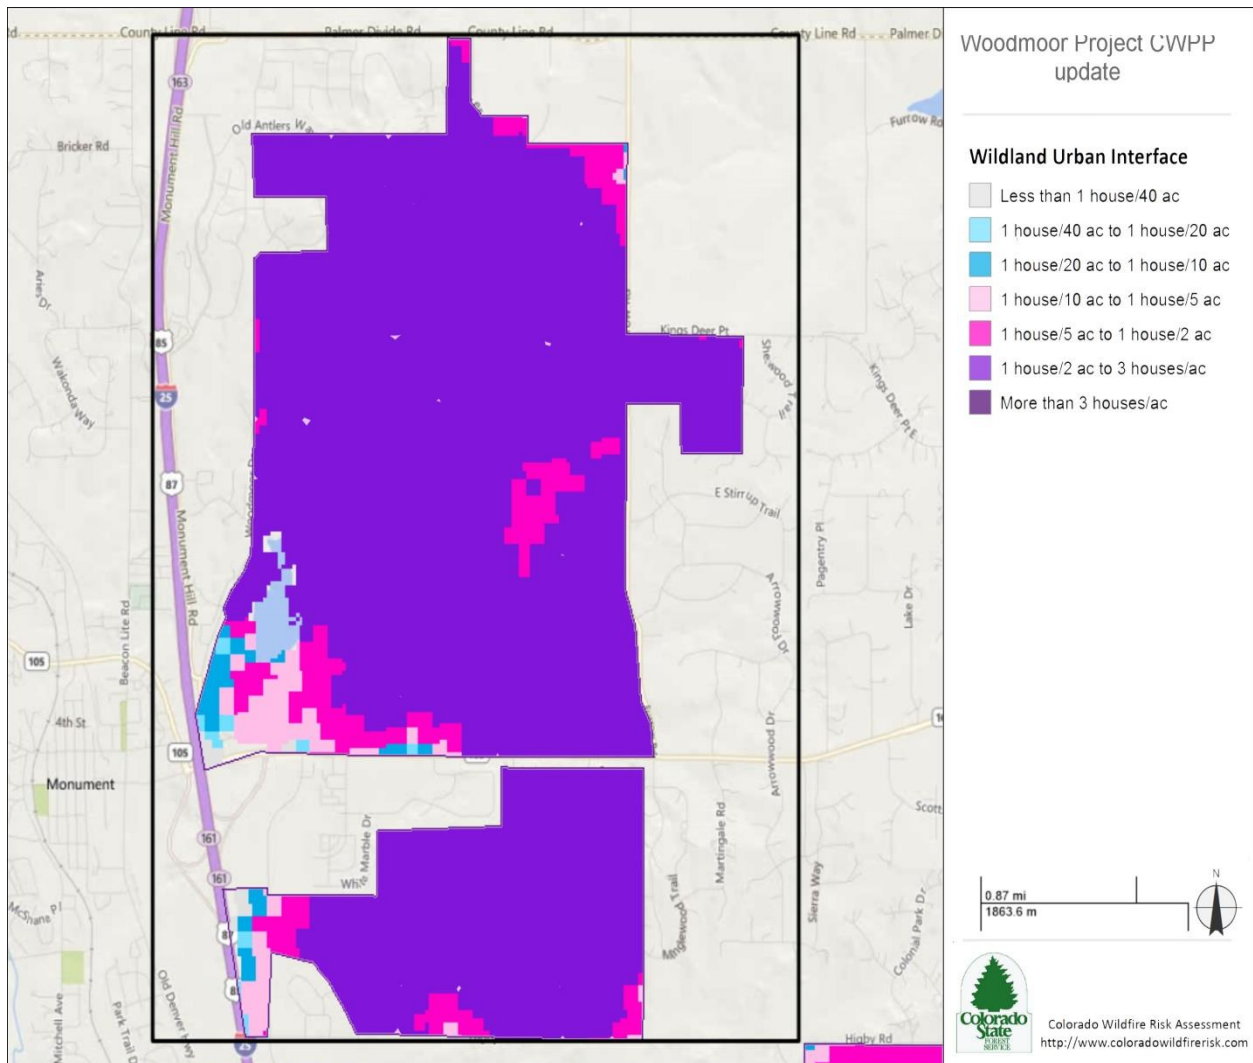 County Line Rd
Palmer Divide Rd
County Line Rd
County Line Rd
Palmer D
163
Monument Hill Rd
Old Antlers Wa
Bricker Rd
Furrow Rd
Aries Dr
Kings Deer Pt
85
Sherwood Trail
Kings Deer Pt E
Wakonda Way
25
87
E Stirrup Trail
Monument Hill Rd
Pagentry Pl
Arrowwood Dr
Lake Dr
Beacon Lite Rd
105
4th St
105
Arrowwood Dr
Monument
Scott
Martingale Rd
161
White Marble Dr
161
McShane Pl
87
Maplewood Trail
Sierra Way
Colonial Park Dr
Old Denver Hwy
Mitchell Ave
Park Trail D
25
Higby Rd
Woodmoor Project CWPP
update
Wildland Urban Interface
Less than 1 house/40 ac
1 house/40 ac to 1 house/20 ac
1 house/20 ac to 1 house/10 ac
1 house/10 ac to 1 house/5 ac
1 house/5 ac to 1 house/2 ac
1 house/2 ac to 3 houses/ac
More than 3 houses/ac
N
0.87 mi
1863.6 m
Colorado
State
FOREST
SERVICE
Colorado Wildfire Risk Assessment
http://www.coloradowildfirerisk.com